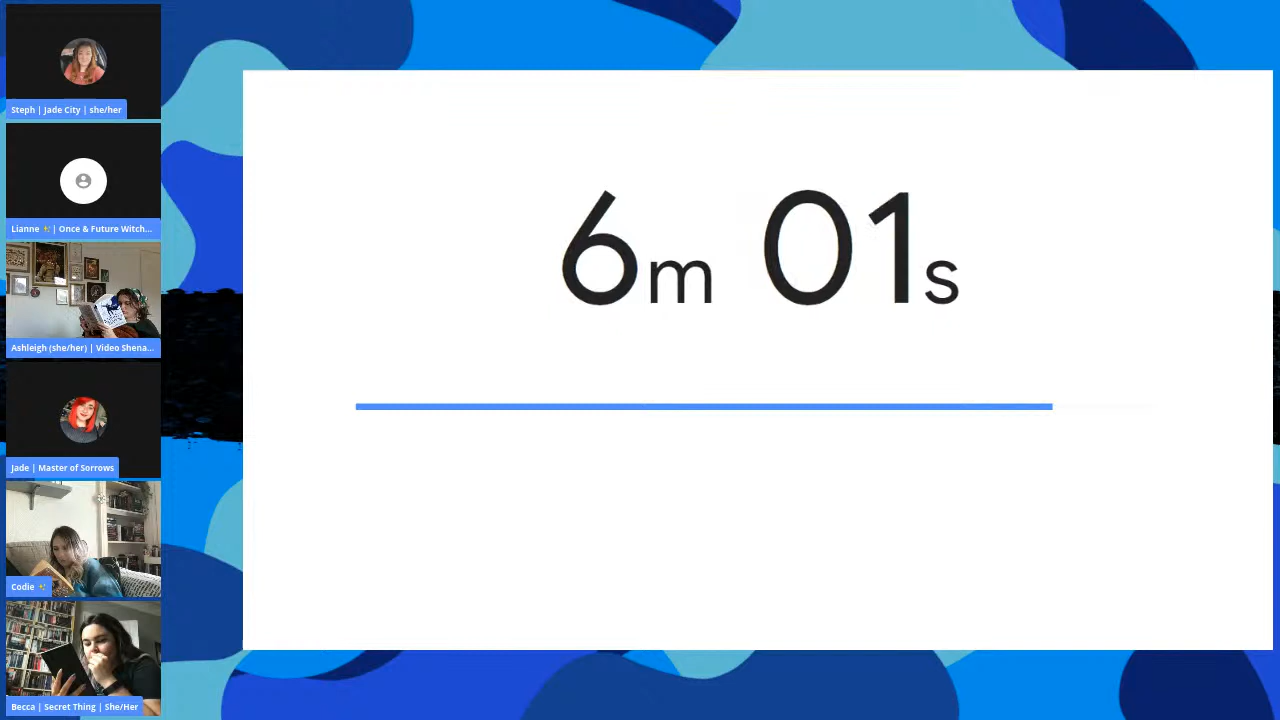 Steph | Jade City | she/her
Lianne ✨ | Once & Future Witch...
Ashleigh (she/her) | Video Shena...
Jade | Master of Sorrows
Codie ✨
Becca | Secret Thing | She/Her
6m 01s